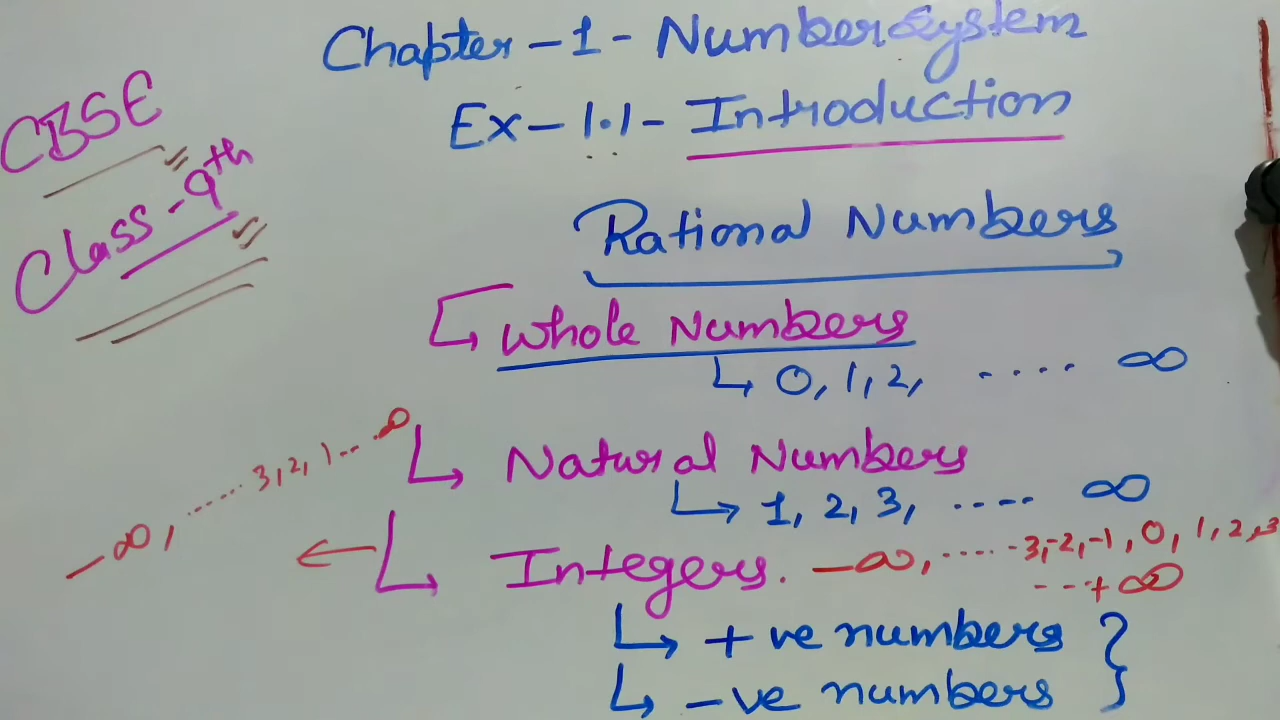 Chapter - 1 - Number System
Ex - 1.1 - Introduction
CBSE
Class - 9th
Rational Numbers
Whole Numbers
0, 1, 2, ..... ∞
Natural Numbers
1, 2, 3, ..... ∞
-∞, ...... 3, 2, 1 ... ∞
Integers. -∞, ...... 3, -2, -1, 0, 1, 2, 3
--- + ∞
+ve numbers
-ve numbers